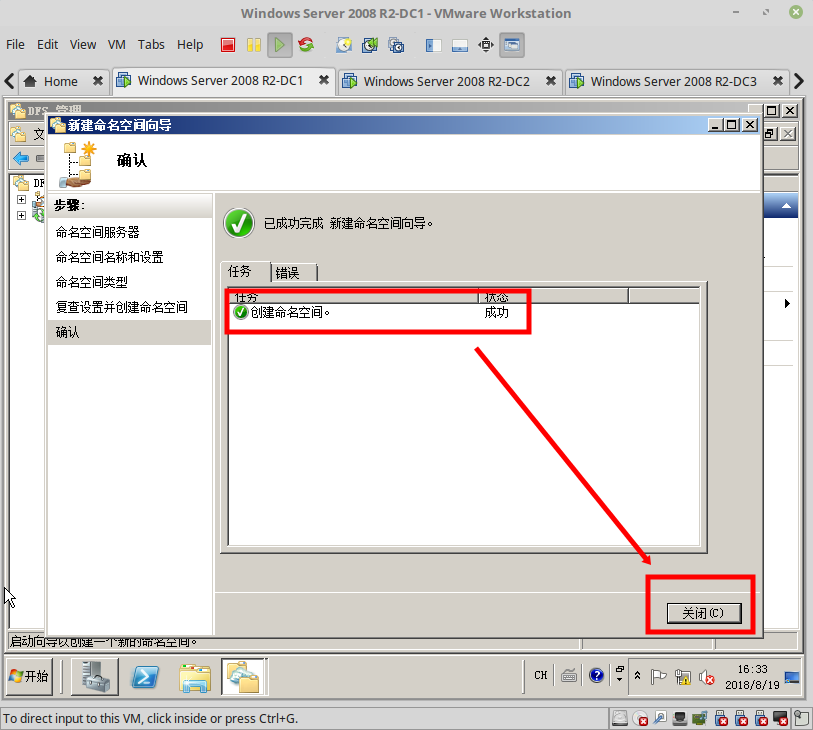 Windows Server 2008 R2-DC1 - VMware Workstation
File Edit View VM Tabs Help
Home Windows Server 2008 R2-DC1 Windows Server 2008 R2-DC2 Windows Server 2008 R2-DC3
DFS 管理
新建命名空间向导
文
确认
DF
步骤:
命名空间服务器
命名空间名称和设置
命名空间类型
复查设置并创建命名空间
确认
已成功完成 新建命名空间向导。
任务 错误
任务 状态
创建命名空间。 成功
关闭(C)
启动向导以创建一个新的命名空间。
开始
CH
16:33
2018/8/19
To direct input to this VM, click inside or press Ctrl+G.